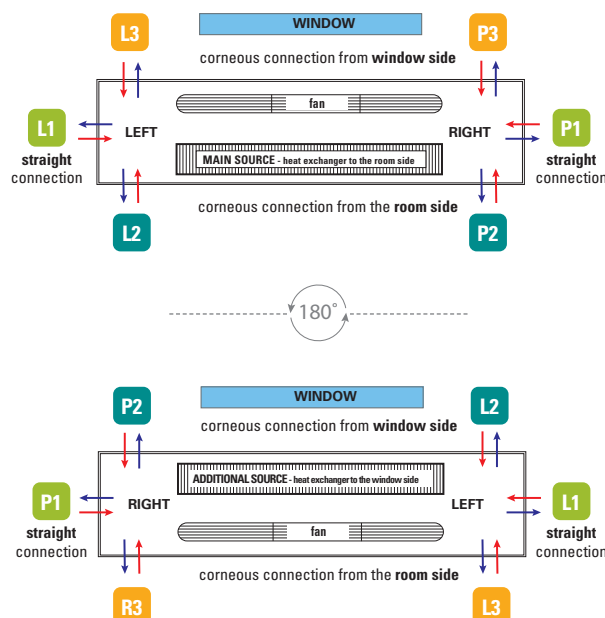 L3
WINDOW
P3
corneous connection from window side
fan
L1
LEFT
RIGHT
P1
straight
connection
MAIN SOURCE - heat exchanger to the room side
straight
connection
corneous connection from the room side
L2
P2
180°
P2
WINDOW
L2
corneous connection from window side
ADDITIONAL SOURCE - heat exchanger to the window side
P1
RIGHT
LEFT
L1
straight
connection
fan
straight
connection
corneous connection from the room side
R3
L3